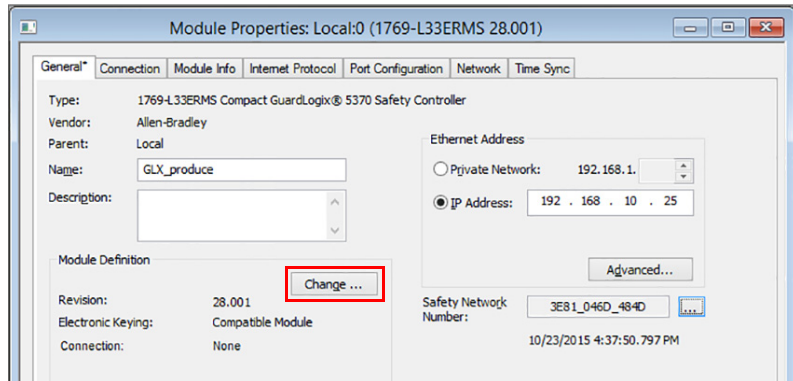 Module Properties: Local:0 (1769-L33ERMS 28.001)
General* Connection Module Info Internet Protocol Port Configuration Network Time Sync
Type: 1769-L33ERMS Compact GuardLogix® 5370 Safety Controller
Vendor: Allen-Bradley
Parent: Local
Name: GLX_produce
Description:
Ethernet Address
Private Network: 192.168.1.
IP Address: 192 . 168 . 10 . 25
Advanced...
Module Definition
Change ...
Revision: 28.001
Electronic Keying: Compatible Module
Connection: None
Safety Network Number: 3E81_046D_484D ...
10/23/2015 4:37:50.797 PM